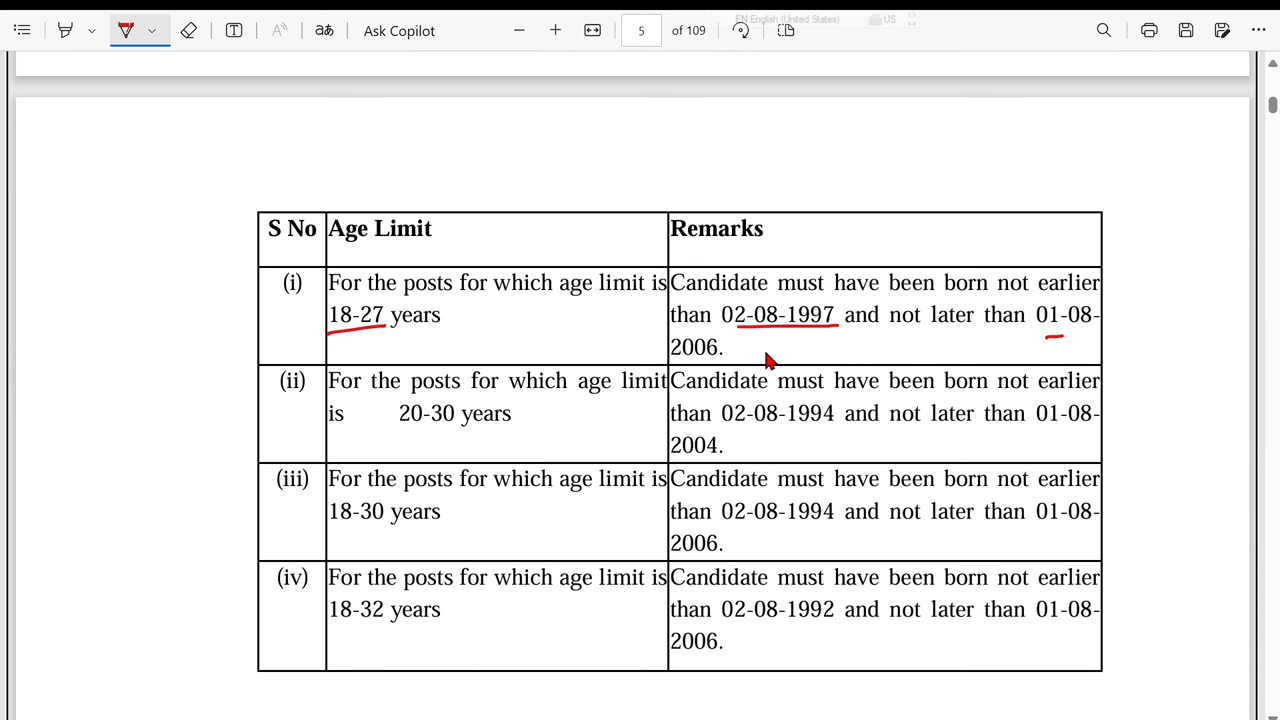 Ask Copilot
5 of 109
EN English (United States)
US
S No Age Limit Remarks
(i) For the posts for which age limit is Candidate must have been born not earlier
18-27 years than 02-08-1997 and not later than 01-08-
2006.
(ii) For the posts for which age limit Candidate must have been born not earlier
is 20-30 years than 02-08-1994 and not later than 01-08-
2004.
(iii) For the posts for which age limit is Candidate must have been born not earlier
18-30 years than 02-08-1994 and not later than 01-08-
2006.
(iv) For the posts for which age limit is Candidate must have been born not earlier
18-32 years than 02-08-1992 and not later than 01-08-
2006.